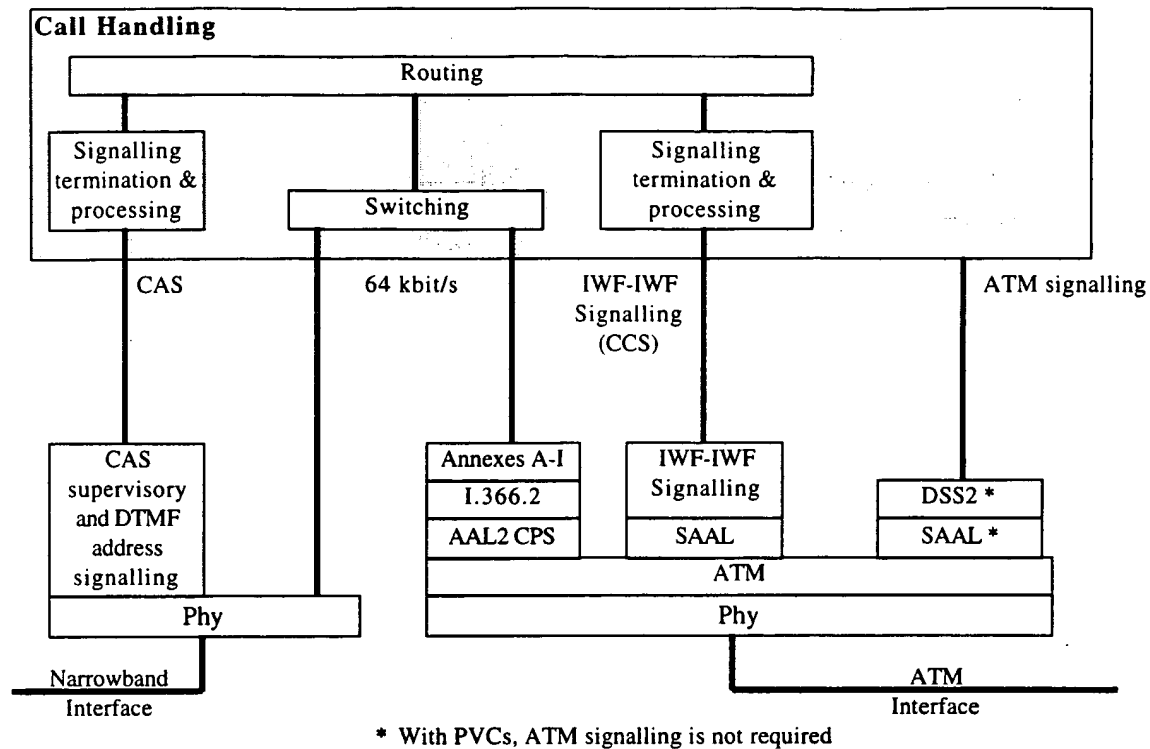 Call Handling
Routing
Signalling
termination &
processing
Switching
Signalling
termination &
processing
CAS
64 kbit/s
IWF-IWF
Signalling
(CCS)
ATM signalling
CAS
supervisory
and DTMF
address
signalling
Phy
Annexes A-I
I.366.2
AAL2 CPS
IWF-IWF
Signalling
SAAL
DSS2 *
SAAL *
ATM
Phy
Narrowband
Interface
ATM
Interface
* With PVCs, ATM signalling is not required